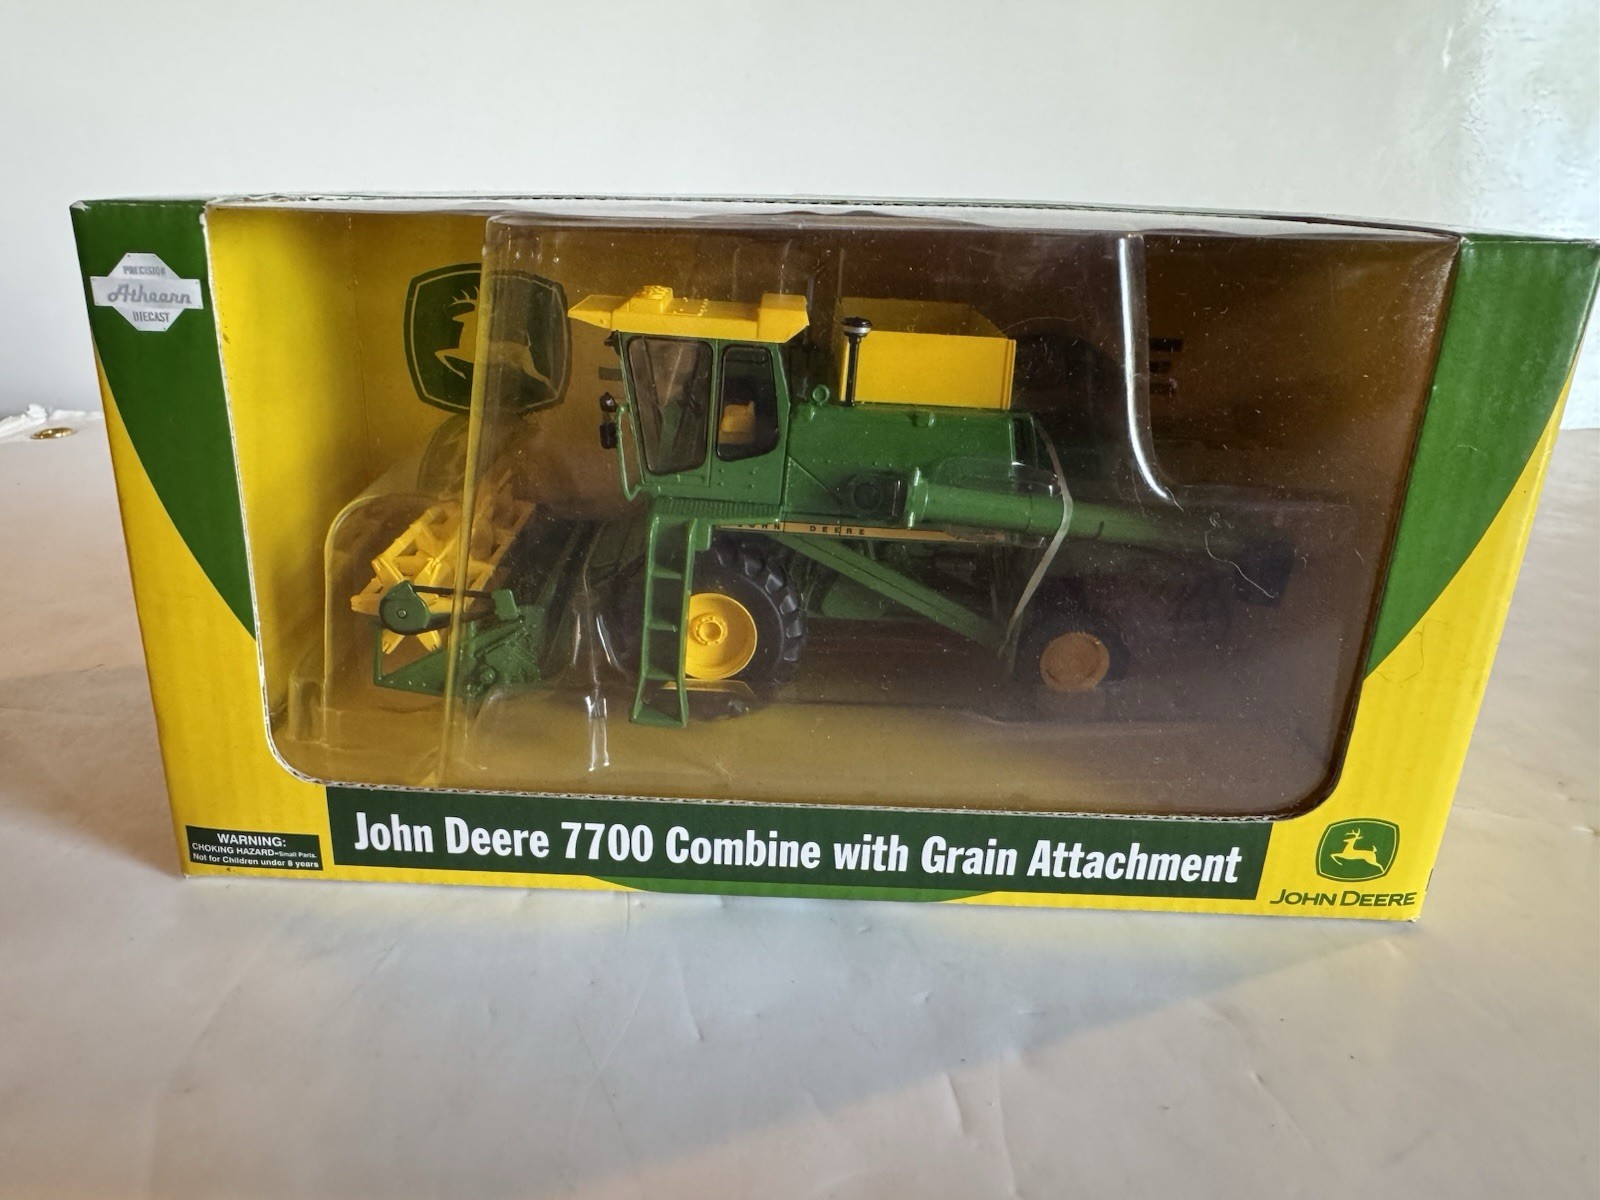 PRECISION
Athearn
DIECAST
JOHN DEERE
WARNING:
CHOKING HAZARD-Small Parts.
Not for Children under 8 years
John Deere 7700 Combine with Grain Attachment
JOHN DEERE